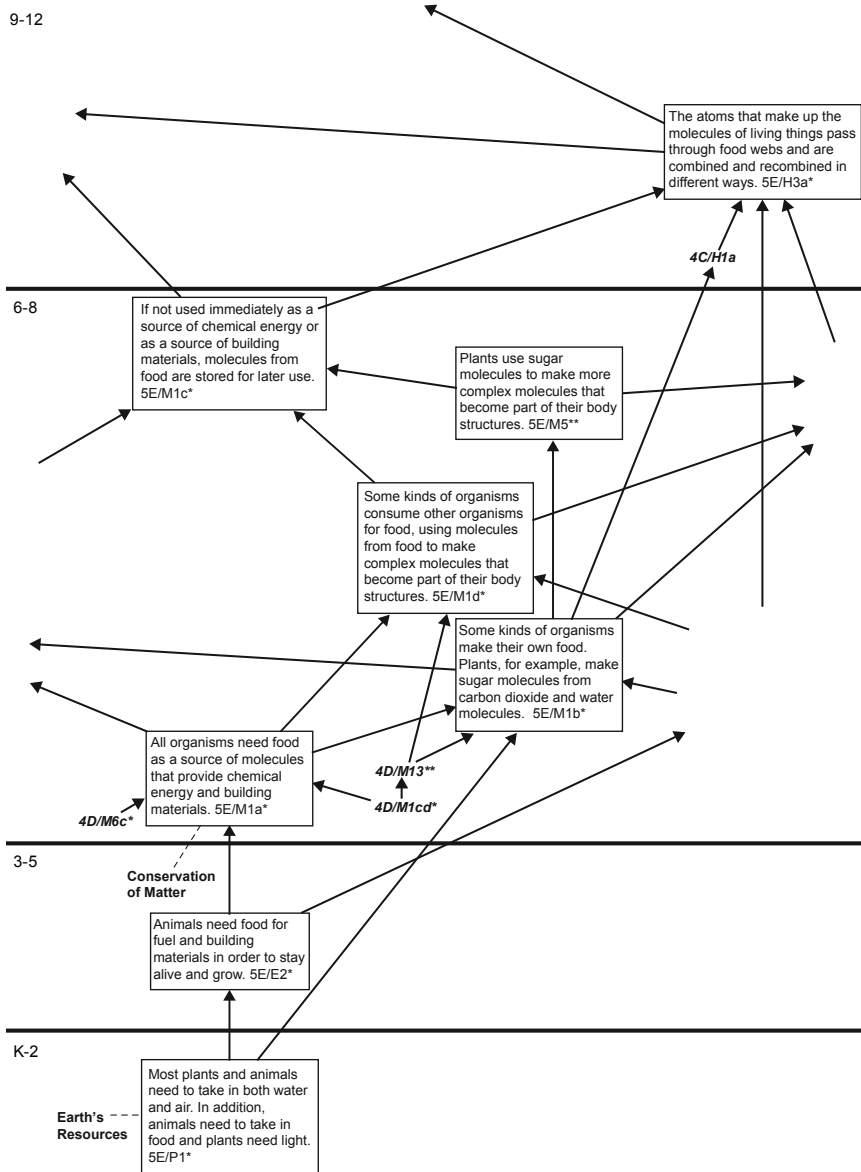 9-12
The atoms that make up the
molecules of living things pass
through food webs and are
combined and recombined in
different ways. 5E/H3a*
4C/H1a
6-8
If not used immediately as a
source of chemical energy or
as a source of building
materials, molecules from
food are stored for later use.
5E/M1c*
Plants use sugar
molecules to make more
complex molecules that
become part of their body
structures. 5E/M5**
Some kinds of organisms
consume other organisms
for food, using molecules
from food to make
complex molecules that
become part of their body
structures. 5E/M1d*
Some kinds of organisms
make their own food.
Plants, for example, make
sugar molecules from
carbon dioxide and water
molecules. 5E/M1b*
All organisms need food
as a source of molecules
that provide chemical
energy and building
materials. 5E/M1a*
4D/M13**
4D/M1cd*
4D/M6c*
3-5
Conservation
of Matter
Animals need food for
fuel and building
materials in order to stay
alive and grow. 5E/E2*
K-2
Most plants and animals
need to take in both water
and air. In addition,
animals need to take in
food and plants need light.
5E/P1*
Earth's
Resources